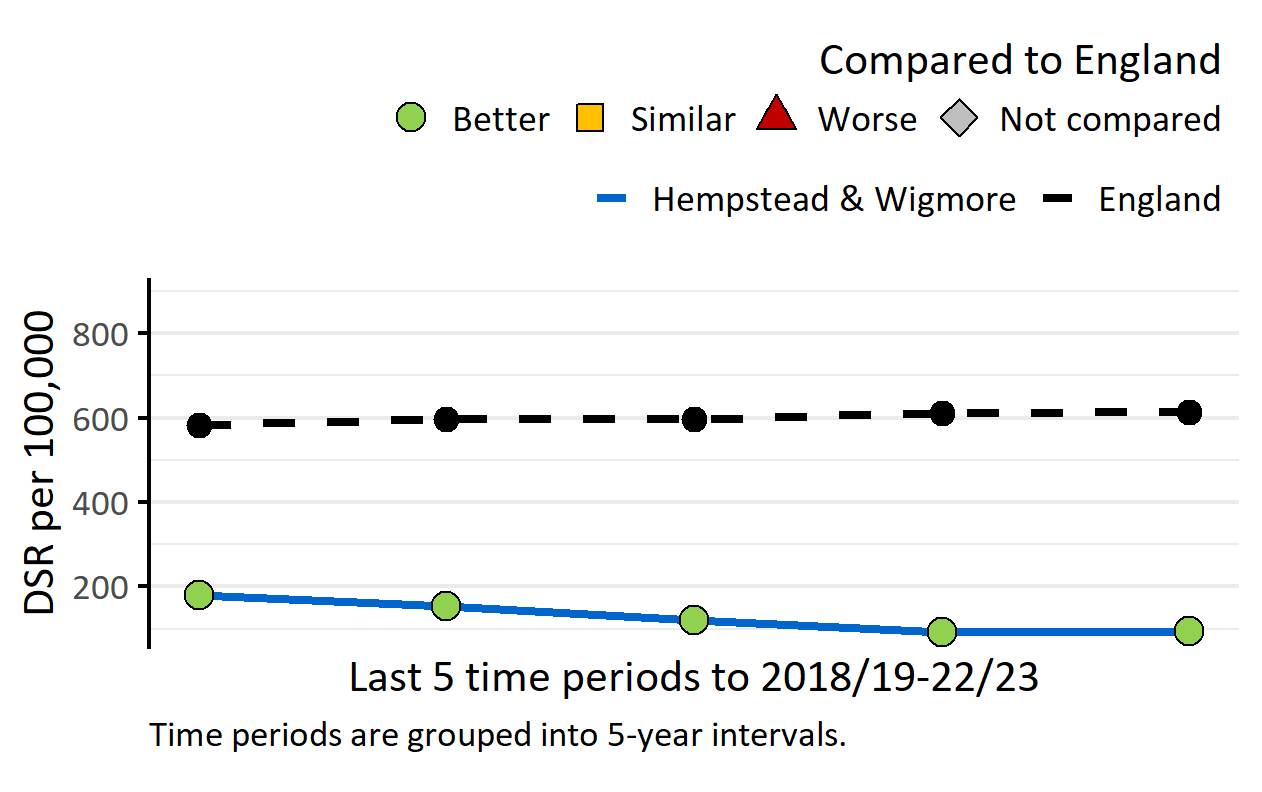 Compared to England
Better Similar Worse Not compared
Hempstead & Wigmore England
DSR per 100,000
800
600
400
200
Last 5 time periods to 2018/19-22/23
Time periods are grouped into 5-year intervals.